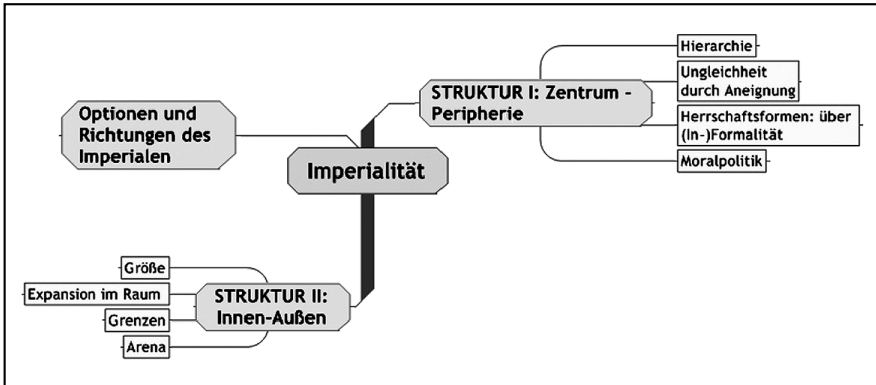 Optionen und
Richtungen des
Imperialen
Imperialität
STRUKTUR I: Zentrum –
Peripherie
Hierarchie
Ungleichheit
durch Aneignung
Herrschaftsformen: über
(In-)Formalität
Moralpolitik
STRUKTUR II:
Innen-Außen
Größe
Expansion im Raum
Grenzen
Arena